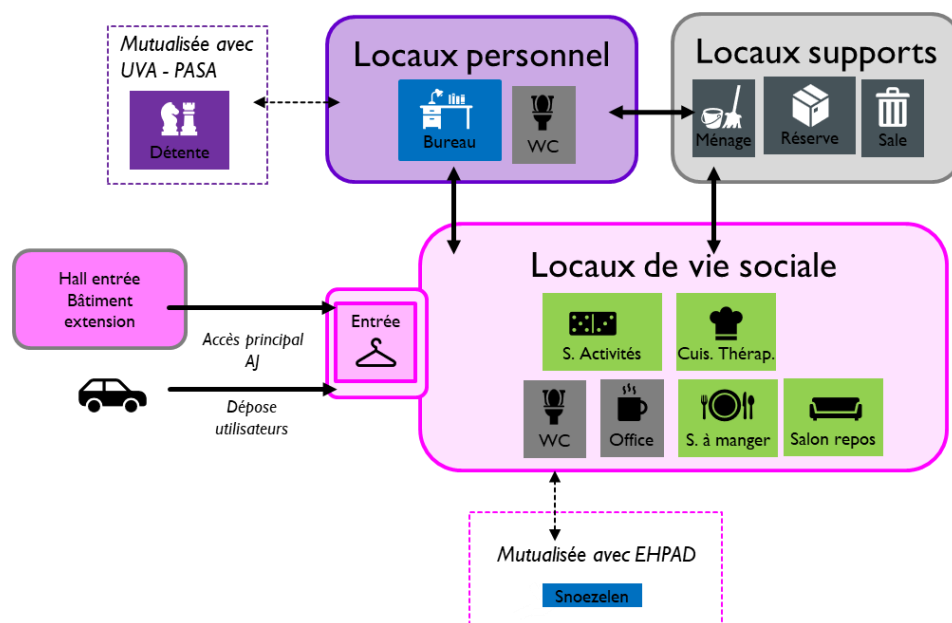 Mutualisée avec
UVA - PASA
Détente
Locaux personnel
Bureau
WC
Locaux supports
Ménage
Réserve
Sale
Hall entrée
Bâtiment
extension
Accès principal
AJ
Dépose
utilisateurs
Entrée
Locaux de vie sociale
S. Activités
Cuis. Thérap.
WC
Office
S. à manger
Salon repos
Mutualisée avec EHPAD
Snoezelen